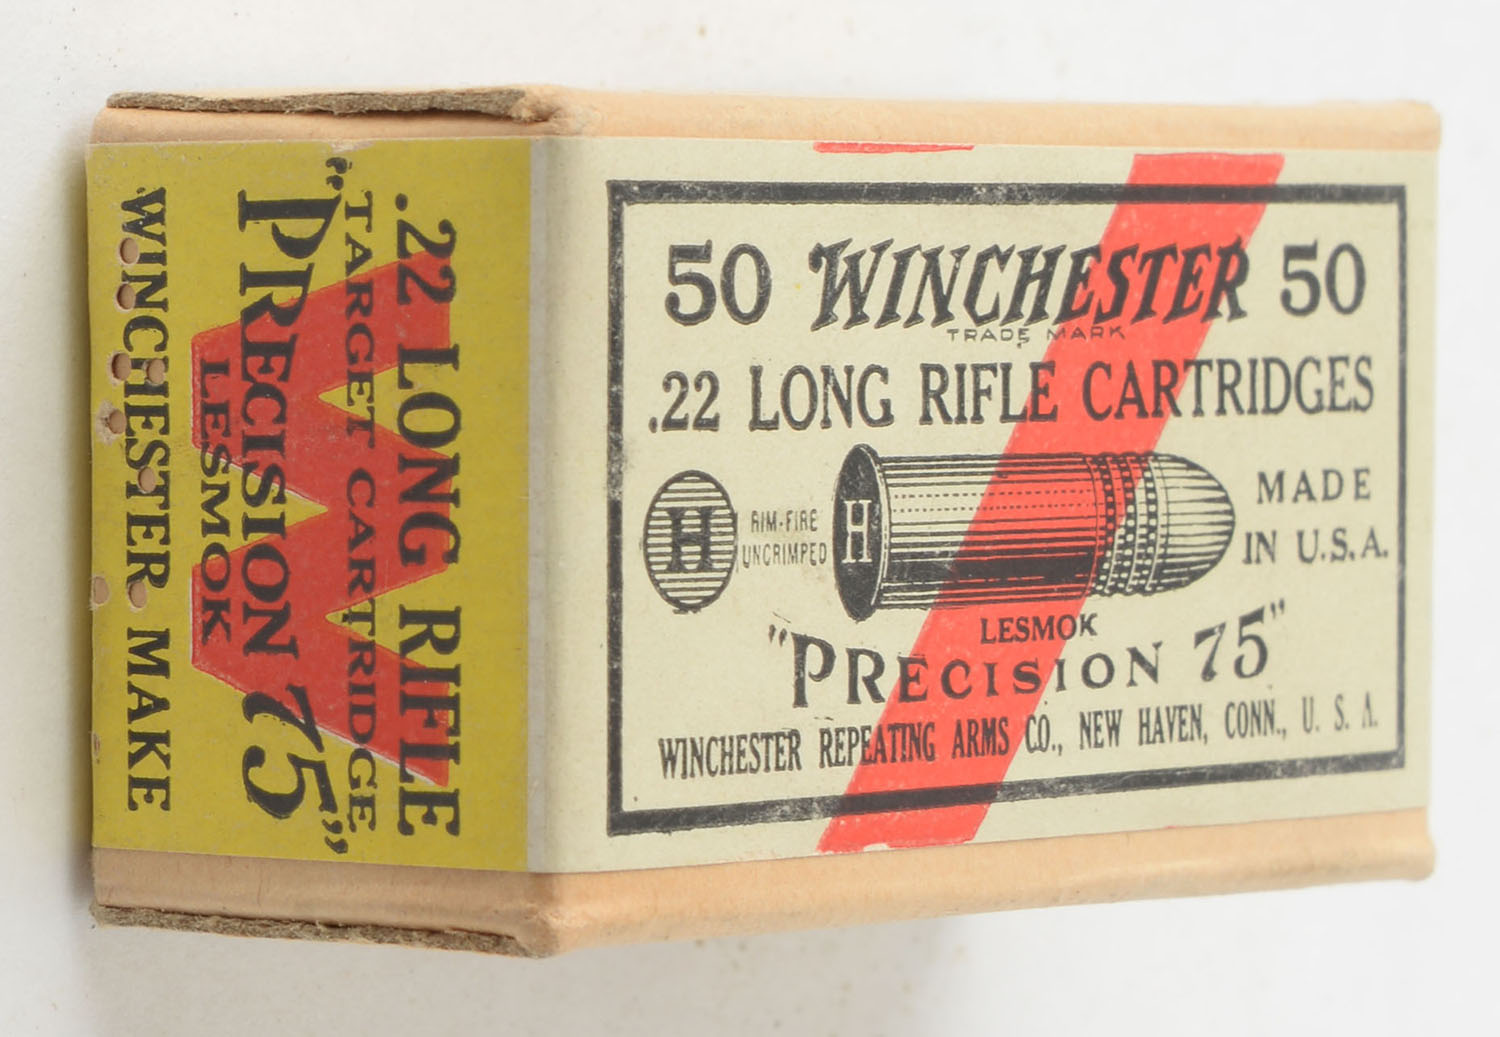 50 WINCHESTER 50
TRADE MARK
.22 LONG RIFLE CARTRIDGES
H
RIM-FIRE
UNCRIMPED
H
MADE
IN U.S.A.
LESMOK
"PRECISION 75"
WINCHESTER REPEATING ARMS CO., NEW HAVEN, CONN., U. S. A.
.22 LONG RIFLE
TARGET CARTRIDGE
"PRECISION 75"
LESMOK
WINCHESTER MAKE
W